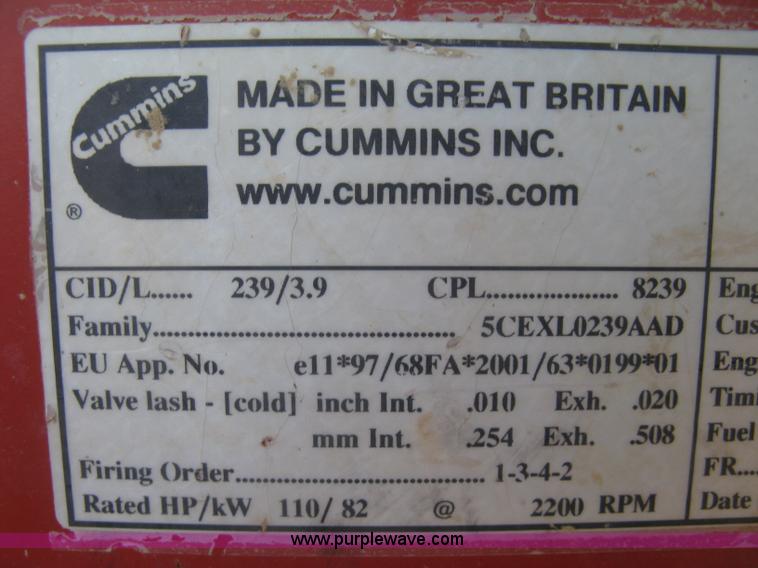 Cummins
®
MADE IN GREAT BRITAIN
BY CUMMINS INC.
www.cummins.com
CID/L...... 239/3.9 CPL.................... 8239
Family.............................................. 5CEXL0239AAD
EU App. No. e11*97/68FA*2001/63*0199*01
Valve lash - [cold] inch Int. .010 Exh. .020
mm Int. .254 Exh. .508
Firing Order...................................... 1-3-4-2
Rated HP/kW 110/ 82 @ 2200 RPM
Eng
Cus
Eng
Timi
Fuel
FR....
Date
www.purplewave.com